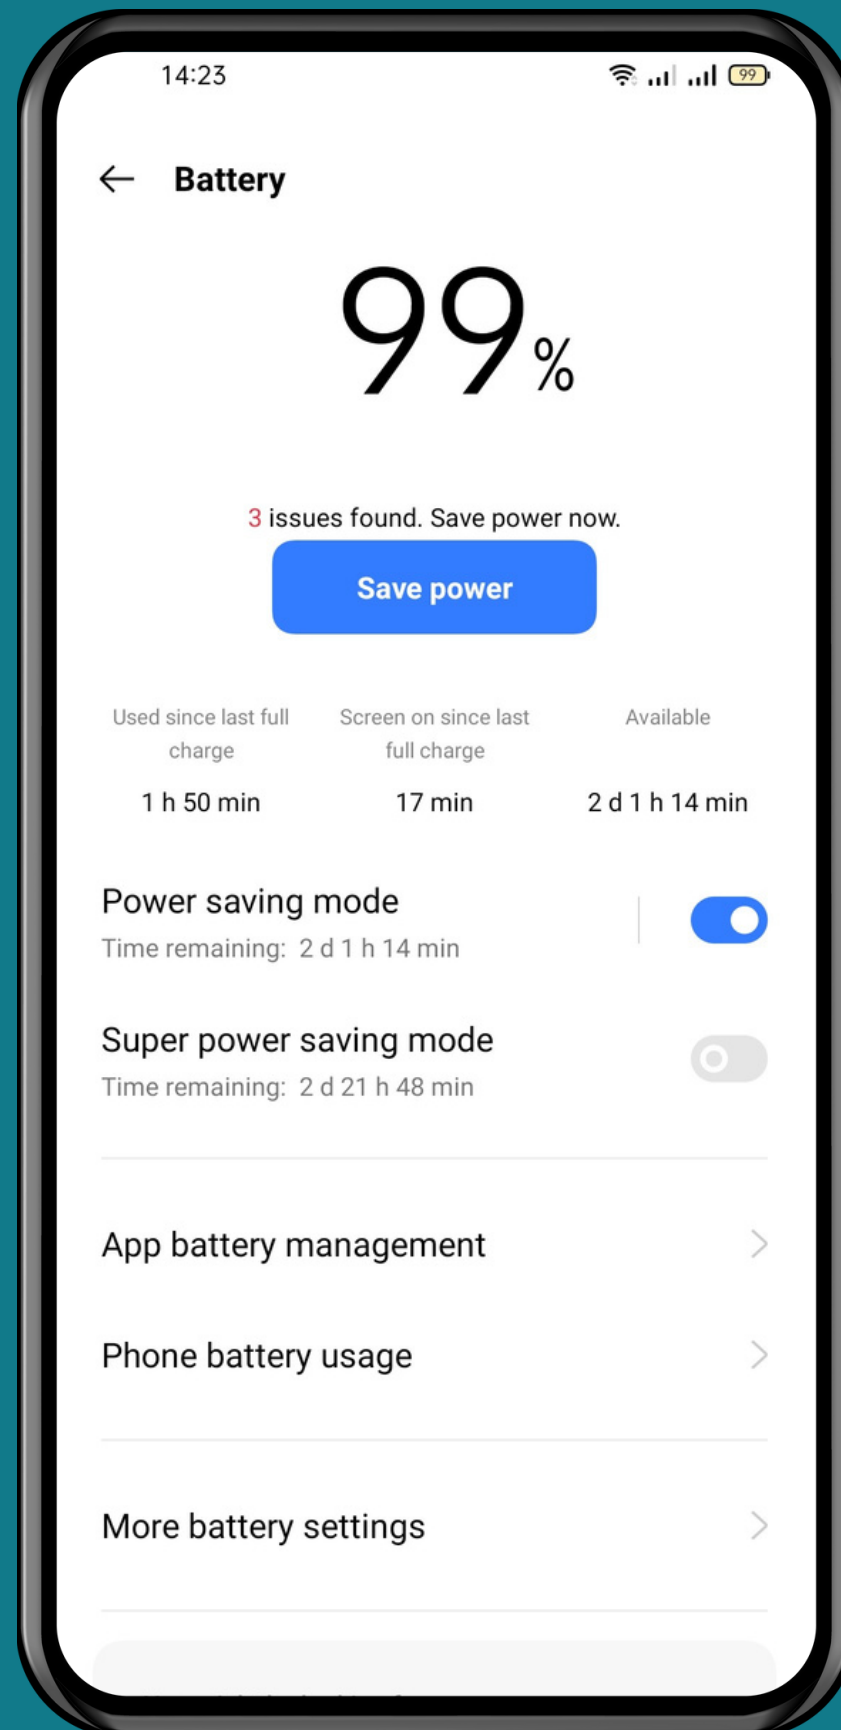 14:23
99
Battery
99%
3 issues found. Save power now.
Save power
Used since last full
charge
1 h 50 min
Screen on since last
full charge
17 min
Available
2 d 1 h 14 min
Power saving mode
Time remaining: 2 d 1 h 14 min
Super power saving mode
Time remaining: 2 d 21 h 48 min
App battery management
Phone battery usage
More battery settings